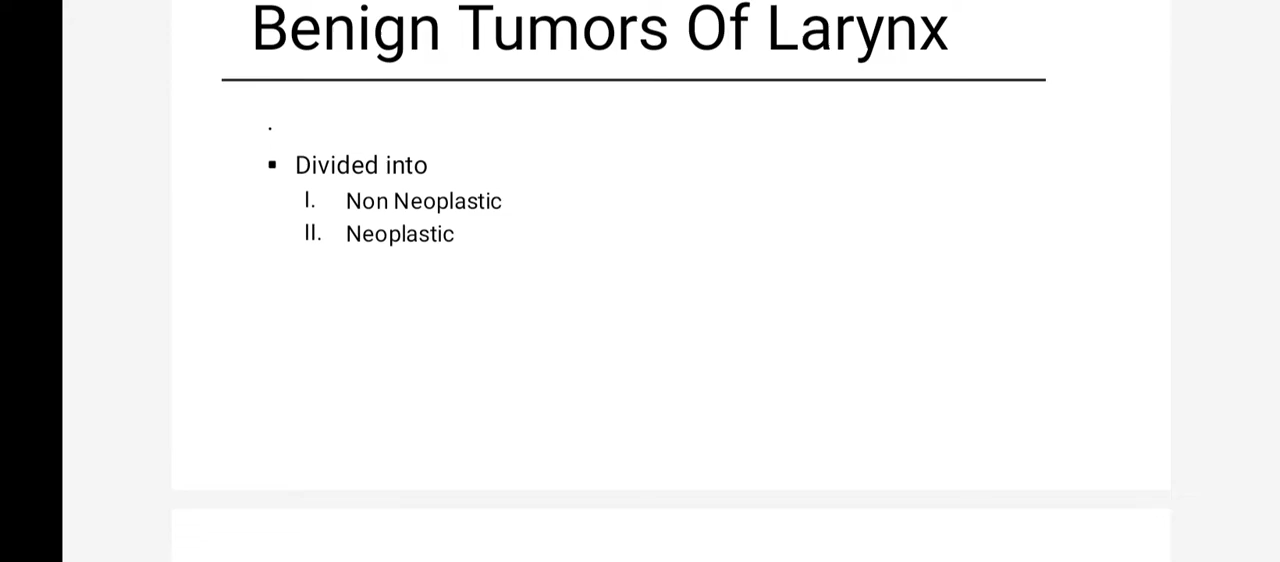 Benign Tumors Of Larynx
.
▪ Divided into
I. Non Neoplastic
II. Neoplastic